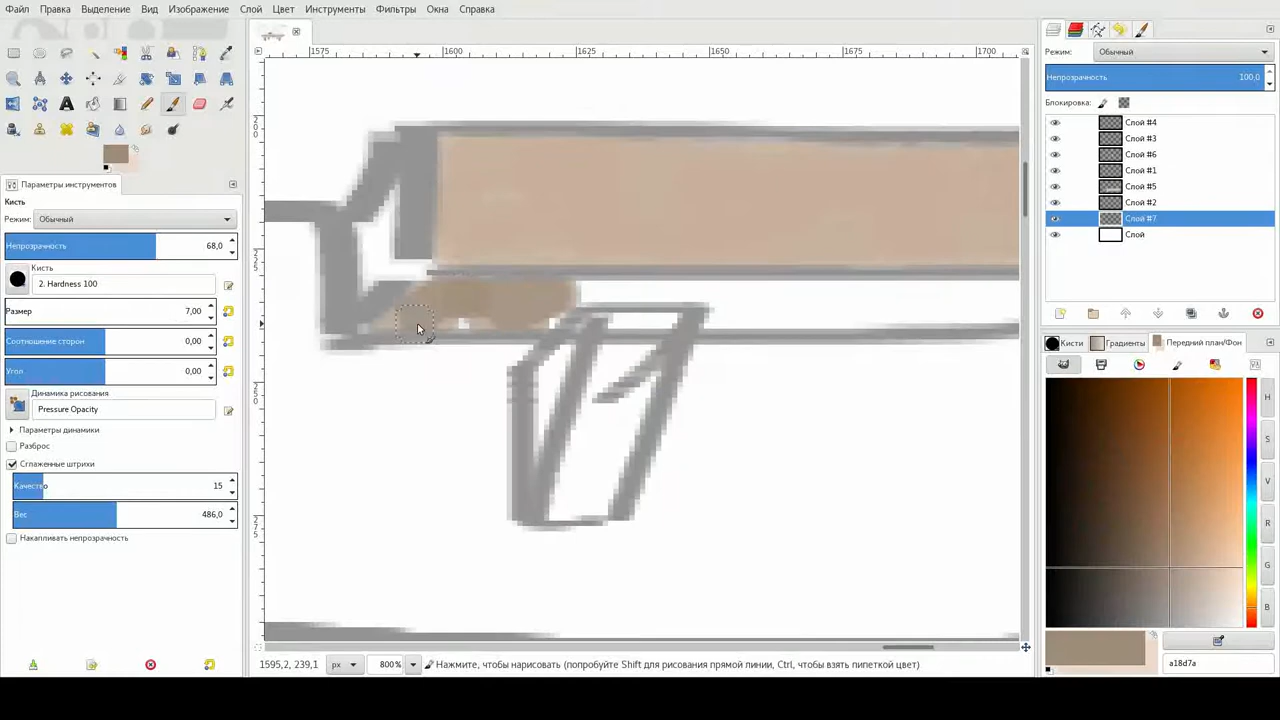 Файл Правка Выделение Вид Изображение Слой Цвет Инструменты Фильтры Окна Справка
1575 1600 1625 1650 1675 1700
Режим: Обычный
Непрозрачность 100,0
Блокировка:
Слой #4
Слой #3
Слой #6
Слой #1
Слой #5
Слой #2
Слой #7
Слой
Параметры инструментов
Кисть
Режим: Обычный
Непрозрачность 68,0
Кисть
2. Hardness 100
Размер 7,00
Соотношение сторон 0,00
Угол 0,00
Динамика рисования
Pressure Opacity
Параметры динамики
Разброс
Сглаженные штрихи
Качество 15
Вес 486,0
Накапливать непрозрачность
200
225
250
275
Кисти Градиенты Передний план/Фон
H
S
V
R
G
B
a18d7a
1595,2, 239,1 px 800% Нажмите, чтобы нарисовать (попробуйте Shift для рисования прямой линии, Ctrl, чтобы взять пипеткой цвет)